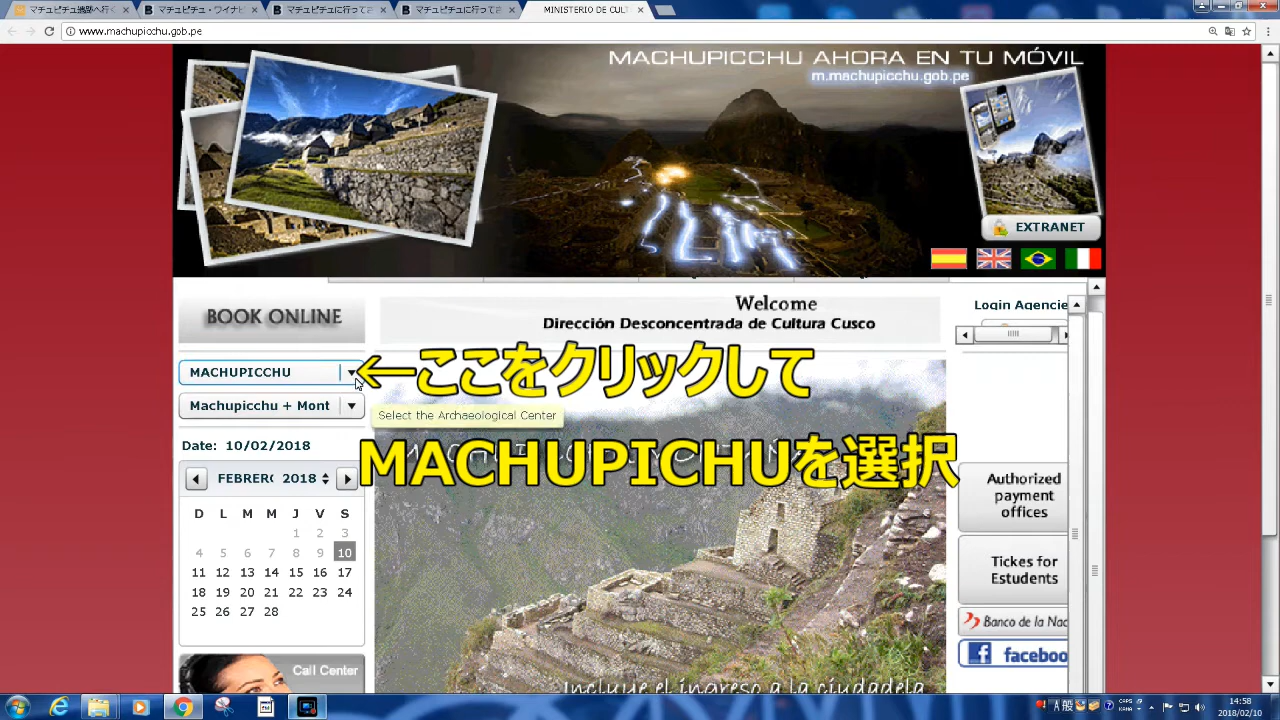 マチュピチュ
マチュピチュ・ワイナピ
マチュピチュに行ってき
マチュピチュに行ってき
MINISTERIO DE CULT
www.machupicchu.gob.pe
MACHUPICCHU AHORA EN TU MÓVIL
m.machupicchu.gob.pe
EXTRANET
BOOK ONLINE
Welcome
Dirección Desconcentrada de Cultura Cusco
Login Agencie
MACHUPICCHU
←ここをクリックして
Machupicchu + Mont
Select the Archaeological Center
Date: 10/02/2018
MACHUPICHUを選択
FEBRERO 2018
D L M M J V S
1 2 3
4 5 6 7 8 9 10
11 12 13 14 15 16 17
18 19 20 21 22 23 24
25 26 27 28
Authorized
payment
offices
Tickes for
Estudents
Banco de la Nac
faceboo
Call Center
Incluye el ingreso a la ciudadela
A 般
CAPS
KANA
14:58
2018/02/10